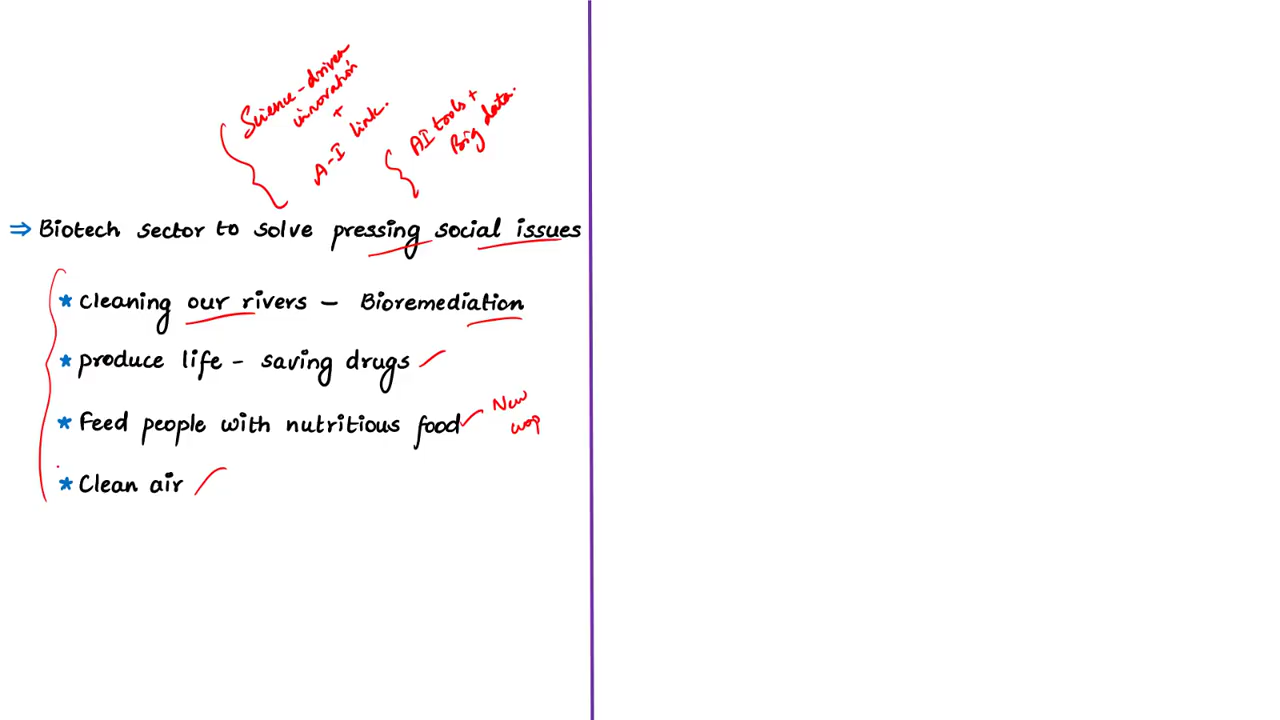 Science-driven
innovation
+
A-I link.
AI tools +
Big data.
⇒ Biotech sector to solve pressing social issues
* Cleaning our rivers – Bioremediation
* produce life - saving drugs
* Feed people with nutritious food
New
* Clean air